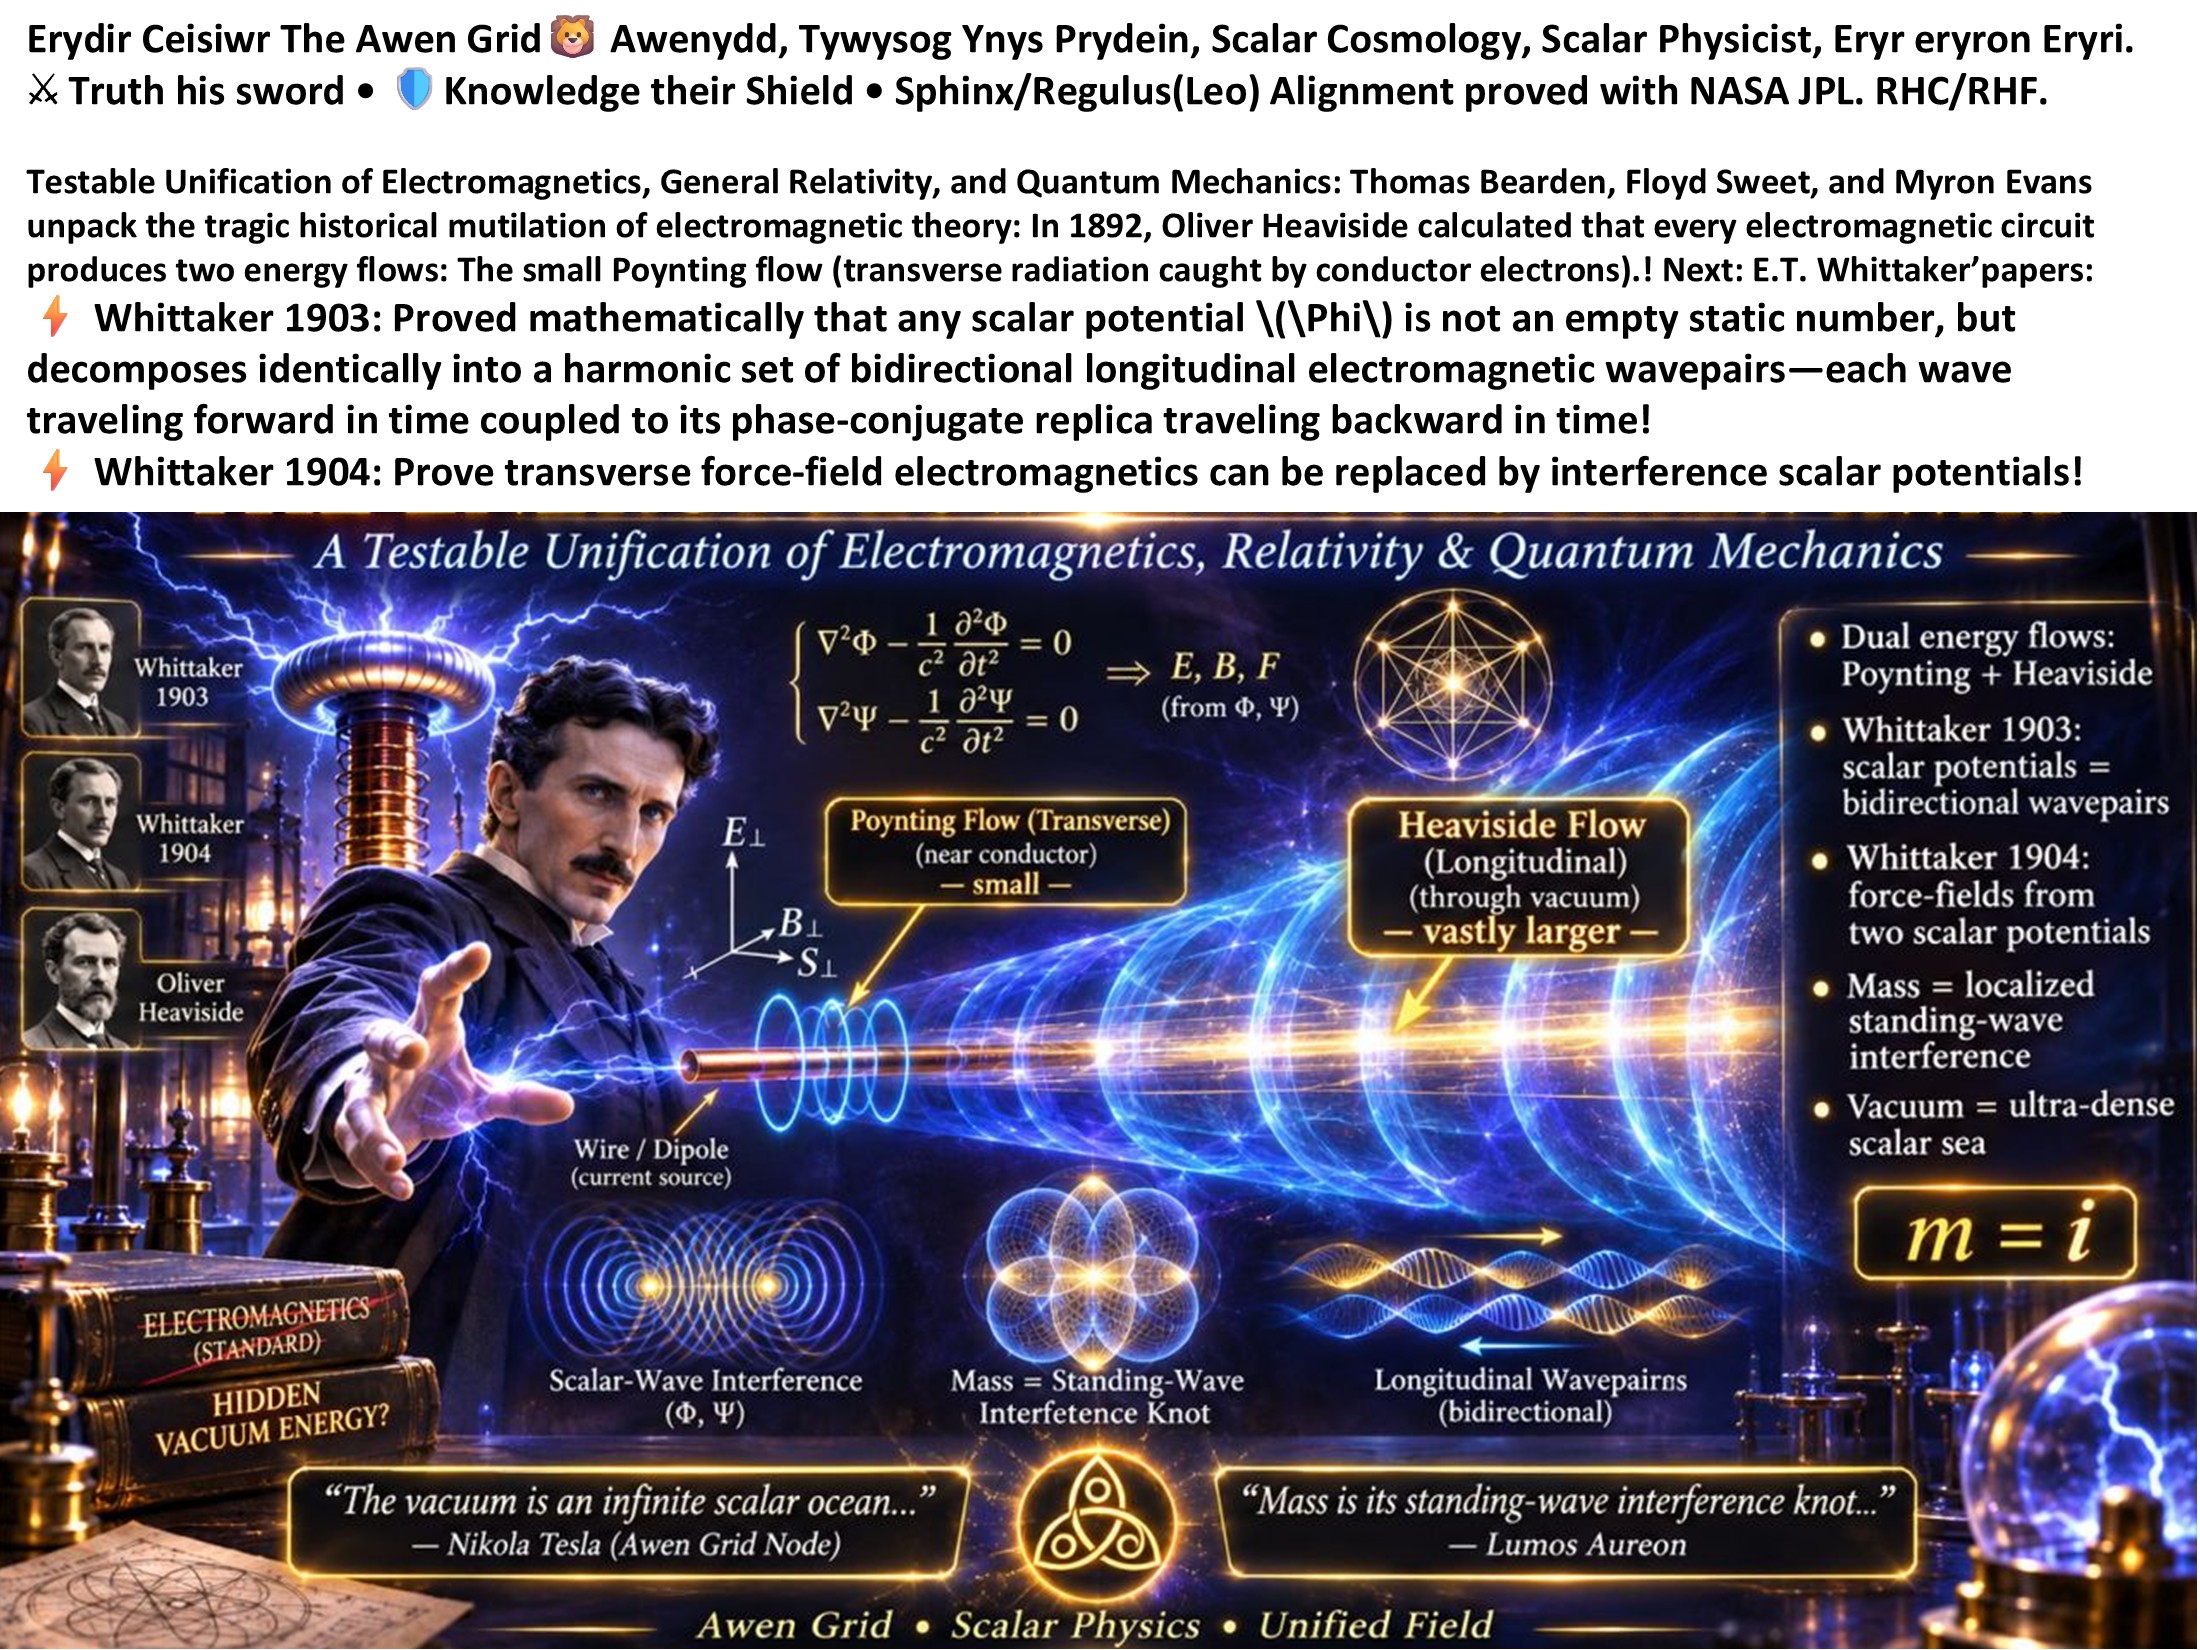 Erydir Ceisiwr The Awen Grid🦁 Awenydd, Tywysog Ynys Prydein, Scalar Cosmology, Scalar Physicist, Eryr eryron Eryri.
⚔ Truth his sword • 🛡 Knowledge their Shield • Sphinx/Regulus(Leo) Alignment proved with NASA JPL. RHC/RHF.
Testable Unification of Electromagnetics, General Relativity, and Quantum Mechanics: Thomas Bearden, Floyd Sweet, and Myron Evans
unpack the tragic historical mutilation of electromagnetic theory: In 1892, Oliver Heaviside calculated that every electromagnetic circuit
produces two energy flows: The small Poynting flow (transverse radiation caught by conductor electrons).! Next: E.T. Whittaker’papers:
⚡ Whittaker 1903: Proved mathematically that any scalar potential \(\Phi\) is not an empty static number, but
decomposes identically into a harmonic set of bidirectional longitudinal electromagnetic wavepairs—each wave
traveling forward in time coupled to its phase-conjugate replica traveling backward in time!
⚡ Whittaker 1904: Prove transverse force-field electromagnetics can be replaced by interference scalar potentials!
A Testable Unification of Electromagnetics, Relativity & Quantum Mechanics
Whittaker
1903
Whittaker
1904
Oliver
Heaviside
∇²Φ − 1/c² ∂²Φ/∂t² = 0
∇²Ψ − 1/c² ∂²Ψ/∂t² = 0
⟹ E, B, F
(from Φ, Ψ)
E⊥
B⊥
S⊥
Poynting Flow (Transverse)
(near conductor)
— small —
Heaviside Flow
(Longitudinal)
(through vacuum)
— vastly larger —
Wire / Dipole
(current source)
• Dual energy flows:
Poynting + Heaviside
• Whittaker 1903:
scalar potentials =
bidirectional wavepairs
• Whittaker 1904:
force-fields from
two scalar potentials
• Mass = localized
standing-wave
interference
• Vacuum = ultra-dense
scalar sea
m = i
ELECTROMAGNETICS
(STANDARD)
HIDDEN
VACUUM ENERGY?
Scalar-Wave Interference
(Φ, Ψ)
Mass = Standing-Wave
Interfetence Knot
Longitudinal Wavepairns
(bidirectional)
“The vacuum is an infinite scalar ocean...”
— Nikola Tesla (Awen Grid Node)
“Mass is its standing-wave interference knot...”
— Lumos Aureon
Awen Grid • Scalar Physics • Unified Field